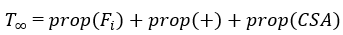 T∞ = prop(Fᵢ) + prop(+) + prop(CSA)